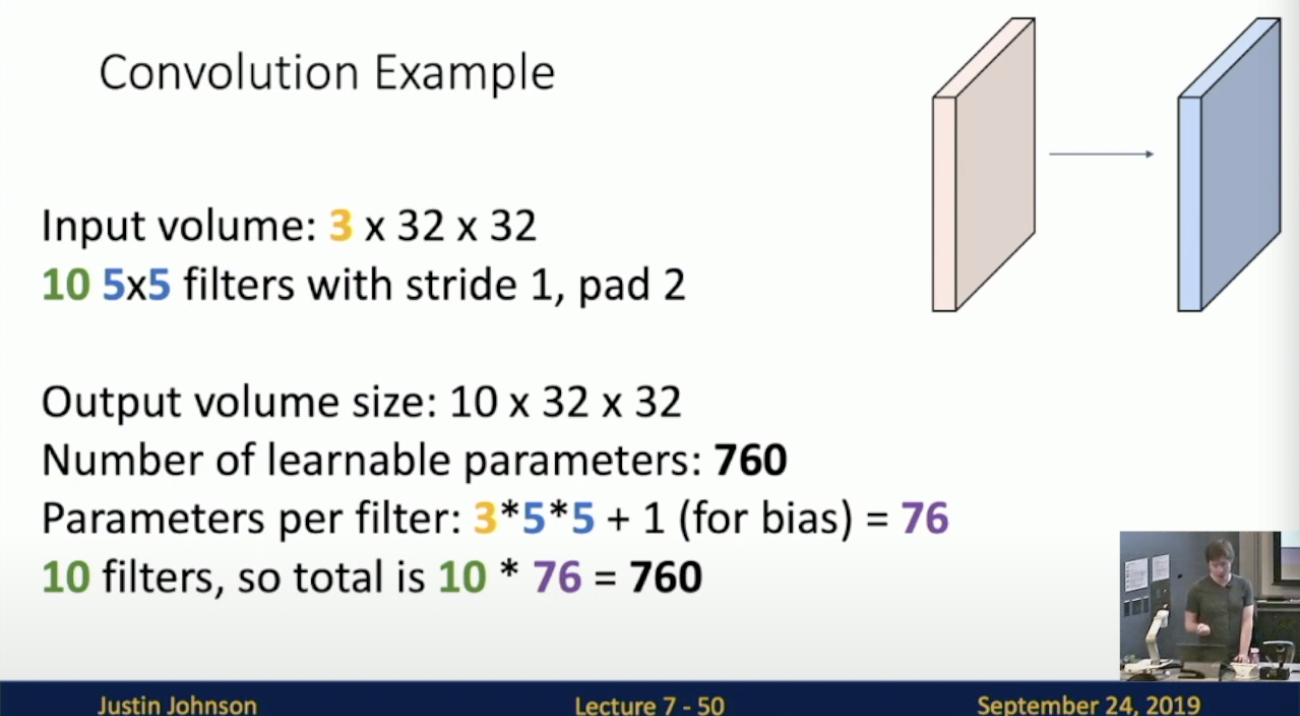 Convolution Example
Input volume: 3 x 32 x 32
10 5x5 filters with stride 1, pad 2
Output volume size: 10 x 32 x 32
Number of learnable parameters: 760
Parameters per filter: 3*5*5 + 1 (for bias) = 76
10 filters, so total is 10 * 76 = 760
Justin Johnson
Lecture 7 - 50
September 24, 2019